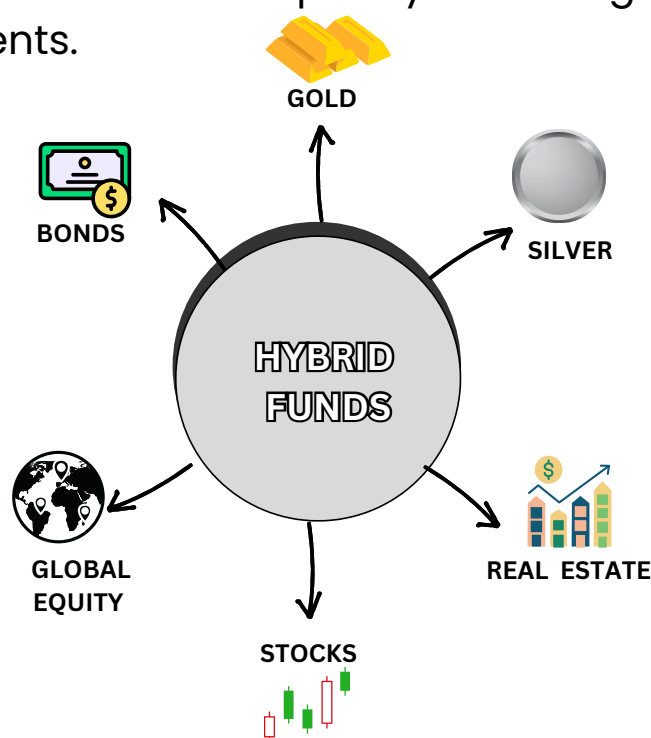 ents.
GOLD
BONDS
SILVER
HYBRID
FUNDS
GLOBAL
EQUITY
REAL ESTATE
STOCKS
$
$